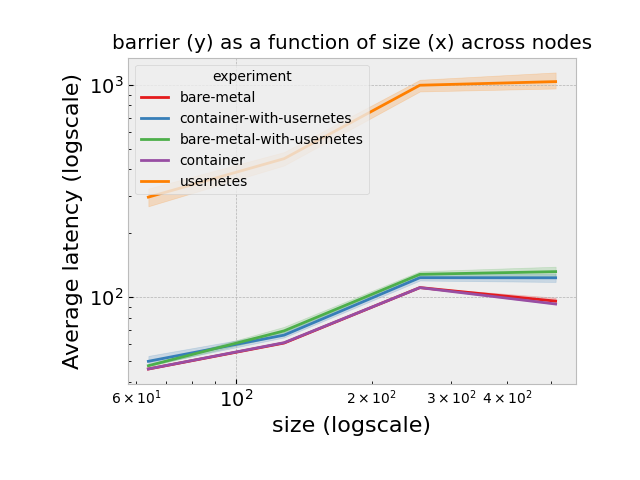 barrier (y) as a function of size (x) across nodes
10³
10²
Average latency (logscale)
experiment
bare-metal
container-with-usernetes
bare-metal-with-usernetes
container
usernetes
6 × 10¹
10²
2 × 10²
3 × 10²
4 × 10²
size (logscale)